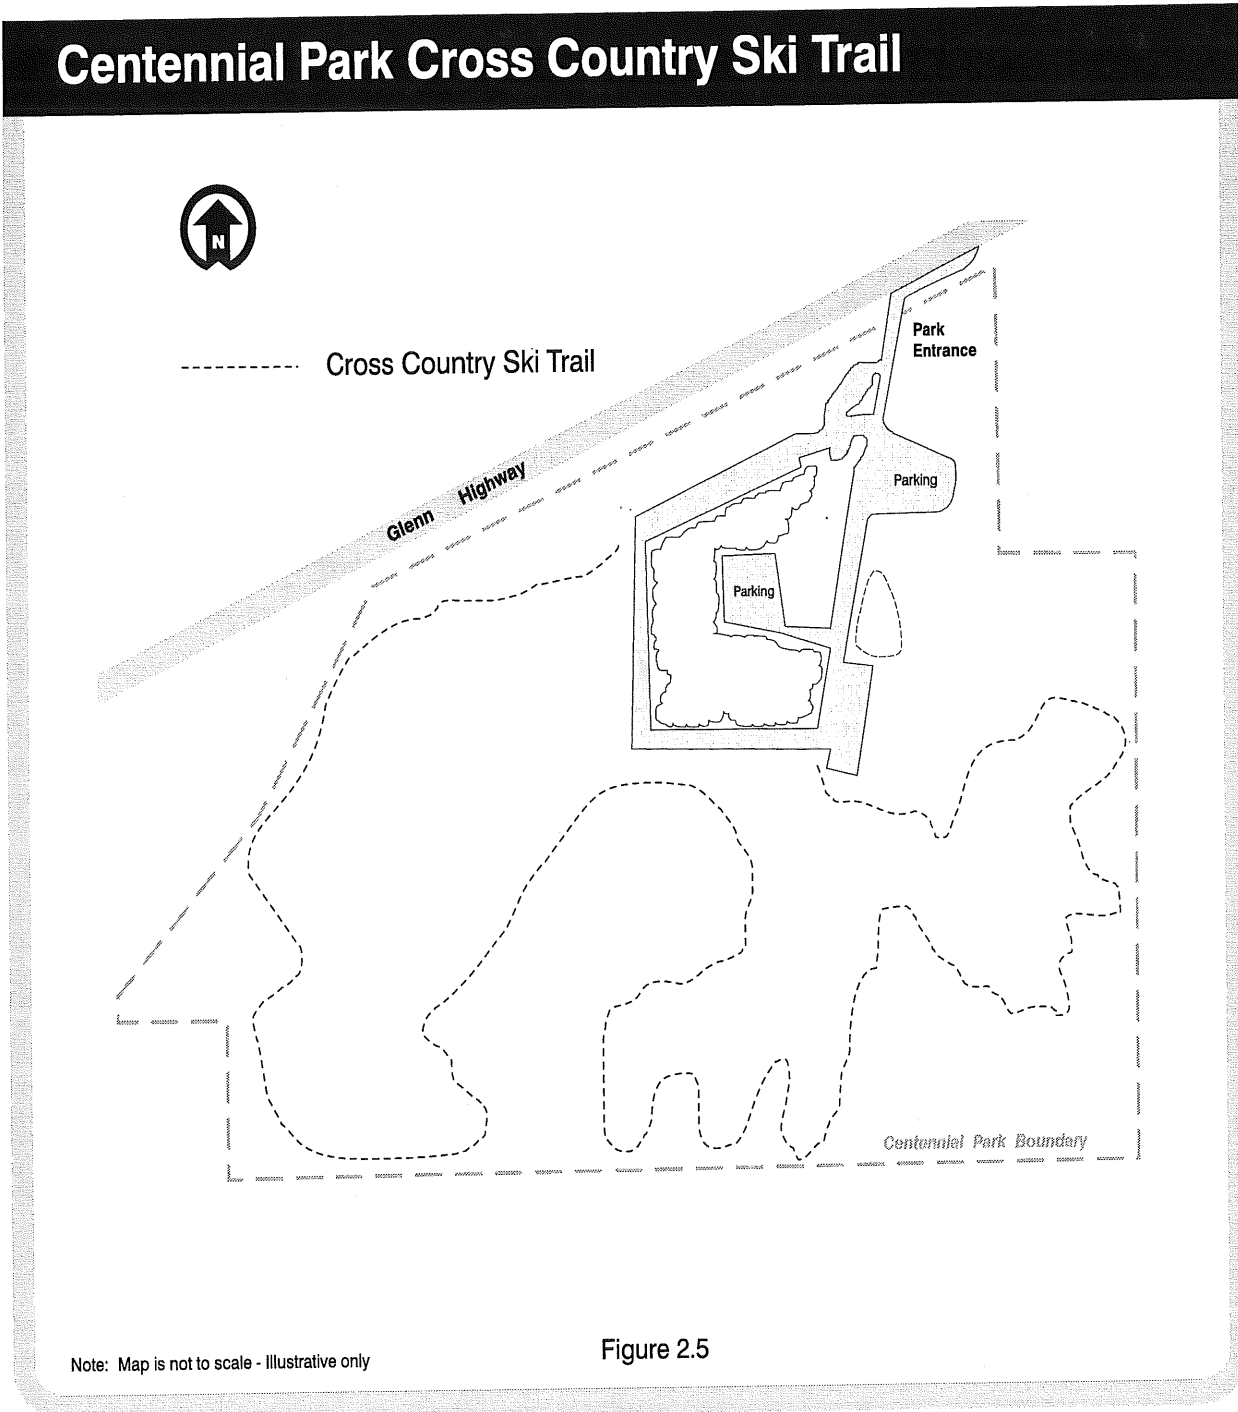 Centennial Park Cross Country Ski Trail
N
Cross Country Ski Trail
Park
Entrance
Glenn Highway
Parking
Parking
Centennial Park Boundary
Note: Map is not to scale - Illustrative only
Figure 2.5